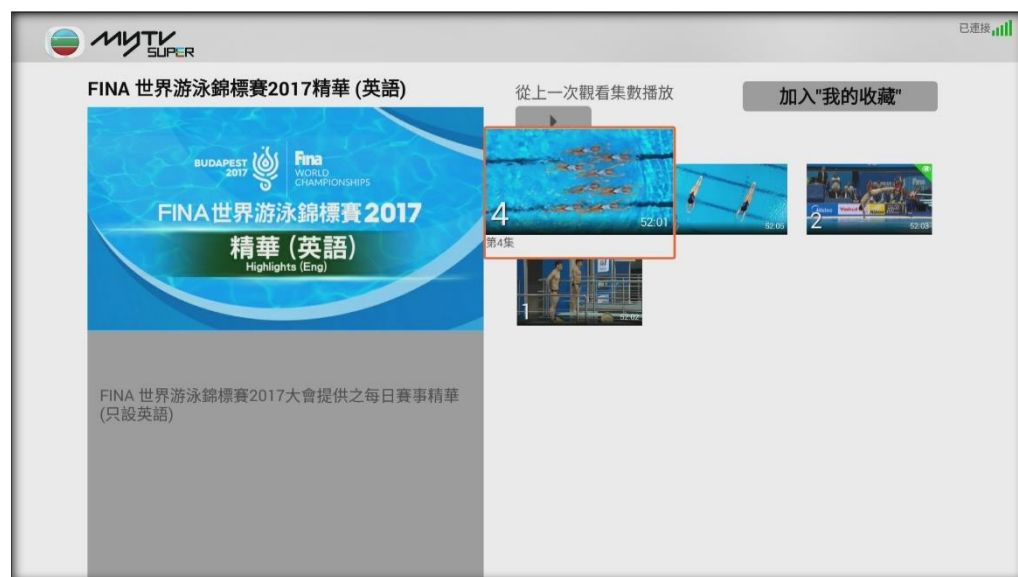 myTV SUPER
已連接
FINA 世界游泳錦標賽2017精華 (英語)
從上一次觀看集數播放
加入"我的收藏"
BUDAPEST 2017
Fina
WORLD
CHAMPIONSHIPS
FINA世界游泳錦標賽2017
精華 (英語)
Highlights (Eng)
4
52:01
第4集
52:05
2
52:03
1
52:02
FINA 世界游泳錦標賽2017大會提供之每日賽事精華
(只設英語)